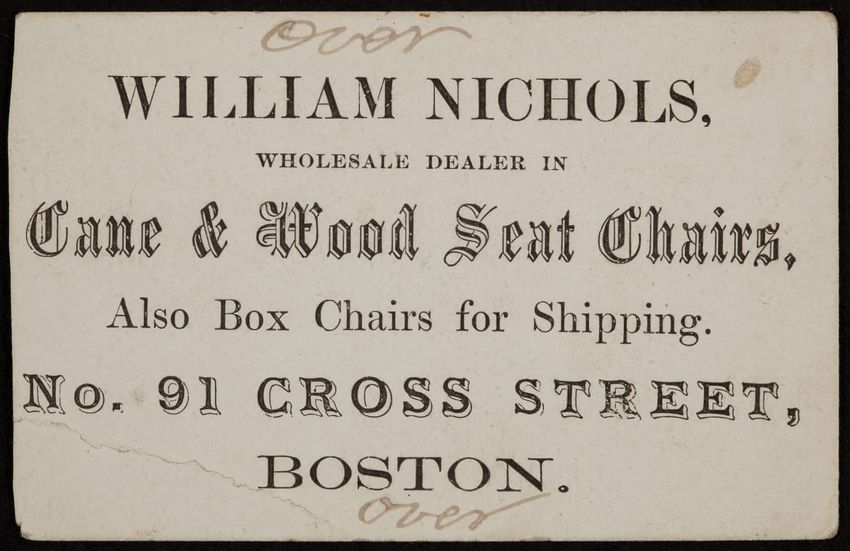 over
WILLIAM NICHOLS,
WHOLESALE DEALER IN
Cane & Wood Seat Chairs,
Also Box Chairs for Shipping.
No. 91 CROSS STREET,
BOSTON.
over